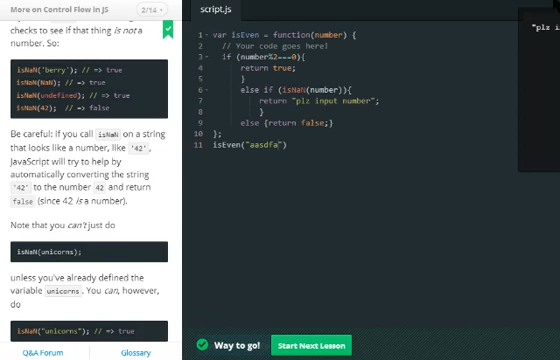 More on Control Flow in JS
2/14
checks to see if that thing is not a
number. So:
isNaN('berry'); // => true
isNaN(NaN); // => true
isNaN(undefined); // => true
isNaN(42); // => false
Be careful: if you call isNaN on a string
that looks like a number, like '42',
JavaScript will try to help by
automatically converting the string
'42' to the number 42 and return
false (since 42 is a number).
Note that you can't just do
isNaN(unicorns);
unless you've already defined the
variable unicorns. You can, however,
do
isNaN("unicorns"); // => true
Q&A Forum
Glossary
script.js
1 var isEven = function(number) {
2 // Your code goes here!
3 if (number%2===0){
4 return true;
5 }
6 else if (isNaN(number)){
7 return "plz input number";
8 }
9 else {return false;}
10 };
11 isEven("aasdfa")
"plz
Way to go!
Start Next Lesson